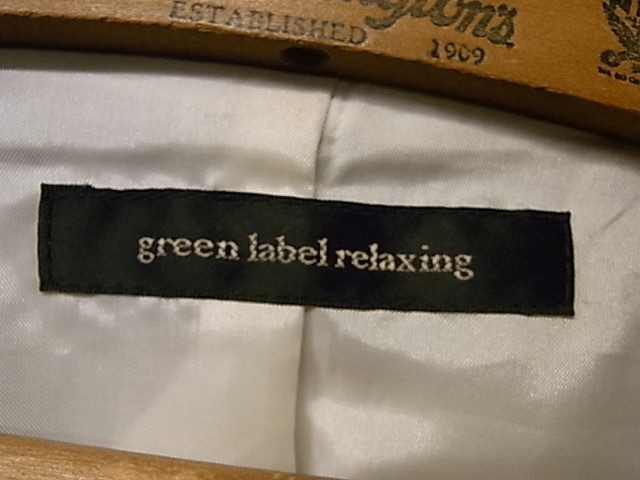 ESTABLISHED
1909
green label relaxing